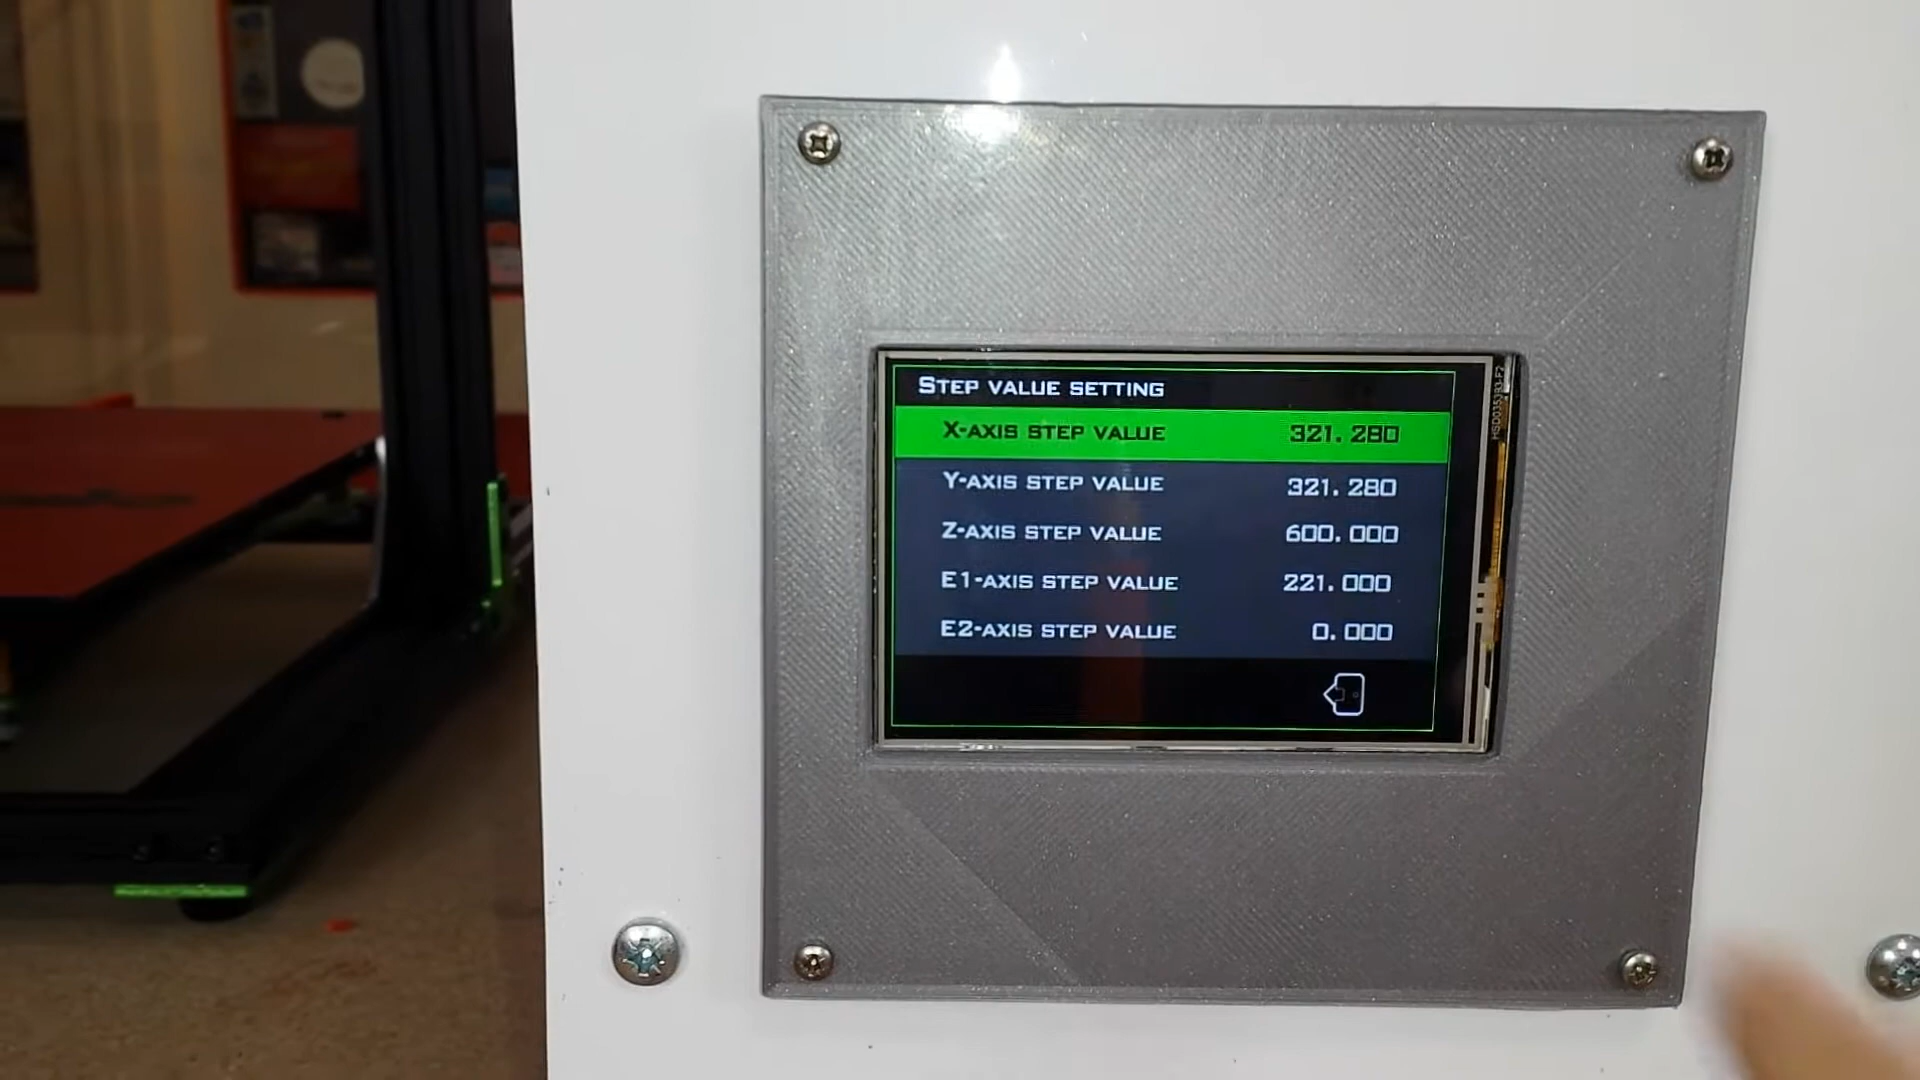 STEP VALUE SETTING
X-AXIS STEP VALUE 321.280
Y-AXIS STEP VALUE 321.280
Z-AXIS STEP VALUE 600.000
E1-AXIS STEP VALUE 221.000
E2-AXIS STEP VALUE 0.000